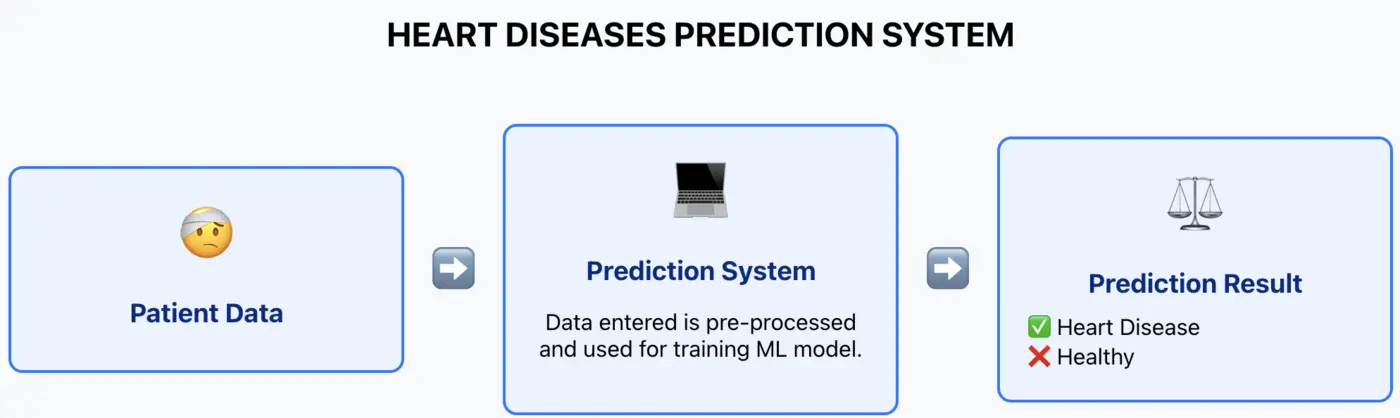 HEART DISEASES PREDICTION SYSTEM
Patient Data
Prediction System
Data entered is pre-processed
and used for training ML model.
Prediction Result
✅ Heart Disease
❌ Healthy